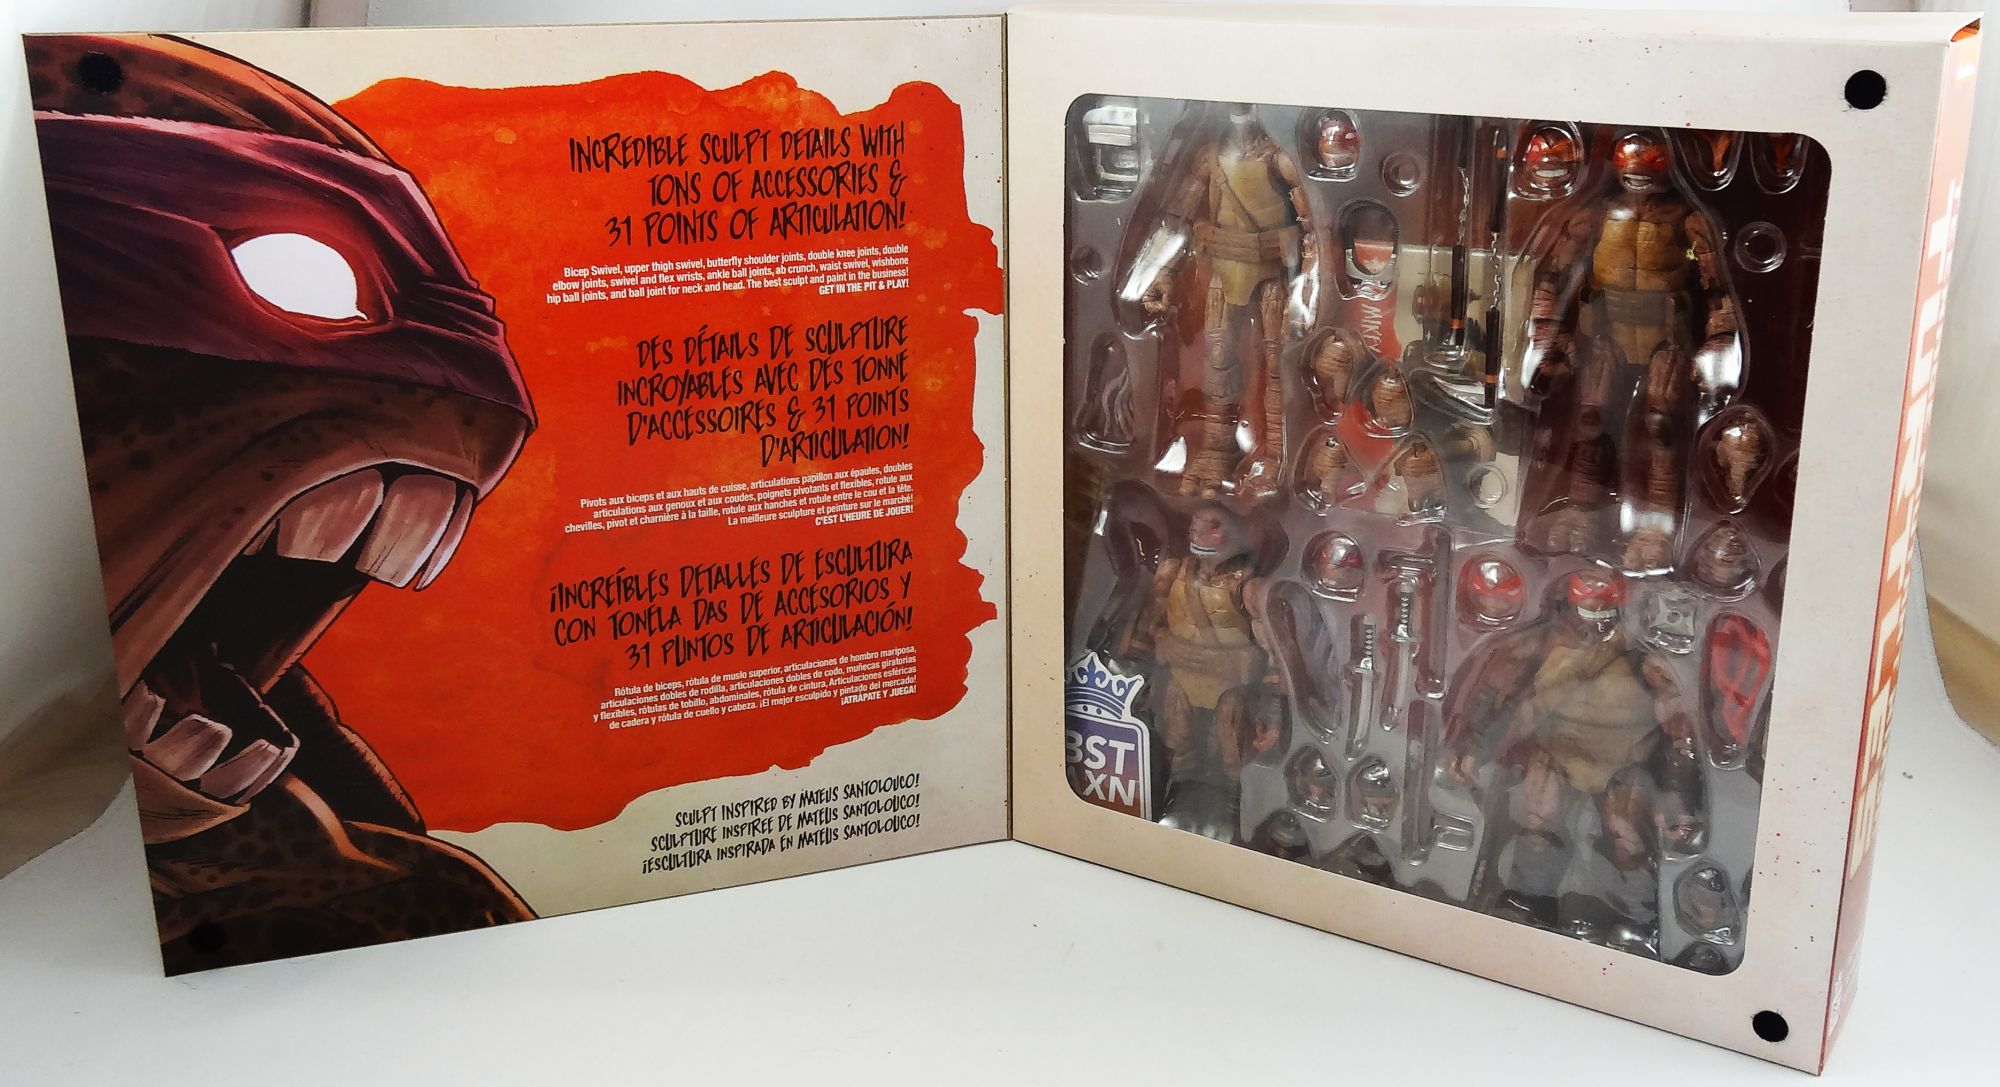 INCREDIBLE SCULPT DETAILS WITH
TONS OF ACCESSORIES &
31 POINTS OF ARTICULATION!
Bicep Swivel, upper thigh swivel, butterfly shoulder joints, double knee joints, double
elbow joints, swivel and flex wrists, ankle ball joints, ab crunch, waist swivel, wishbone
hip ball joints, and ball joint for neck and head. The best sculpt and paint in the business!
GET IN THE PIT & PLAY!
DES DÉTAILS DE SCULPTURE
INCROYABLES AVEC DES TONNE
D'ACCESSOIRES & 31 POINTS
D'ARTICULATION!
Pivots aux biceps et aux hauts de cuisse, articulations papillon aux épaules, doubles
articulations aux genoux et aux coudes, poignets pivotants et flexibles, rotule aux
chevilles, pivot et charnière à la taille, rotule aux hanches et rotule entre le cou et la tête.
La meilleure sculpture et peinture sur le marché!
C'EST L'HEURE DE JOUER!
¡INCREÍBLES DETALLES DE ESCULTURA
CON TONELA DAS DE ACCESORIOS Y
31 PUNTOS DE ARTICULACIÓN!
Rótula de biceps, rótula de muslo superior, articulaciones de hombro mariposa,
articulaciones dobles de rodilla, articulaciones dobles de codo, muñecas giratorias
y flexibles, rótulas de tobillo, abdominales, rótula de cintura, Articulaciones esféricas
de cadera y rótula de cuello y cabeza. ¡El mejor esculpido y pintado del mercado!
¡ATRÁPATE Y JUEGA!
SCULPT INSPIRED BY MATEUS SANTOLOUCO!
SCULPTURE INSPIREE DE MATEUS SANTOLOUCO!
¡ESCULTURA INSPIRADA EN MATEUS SANTOLOUCO!
BST
AXN